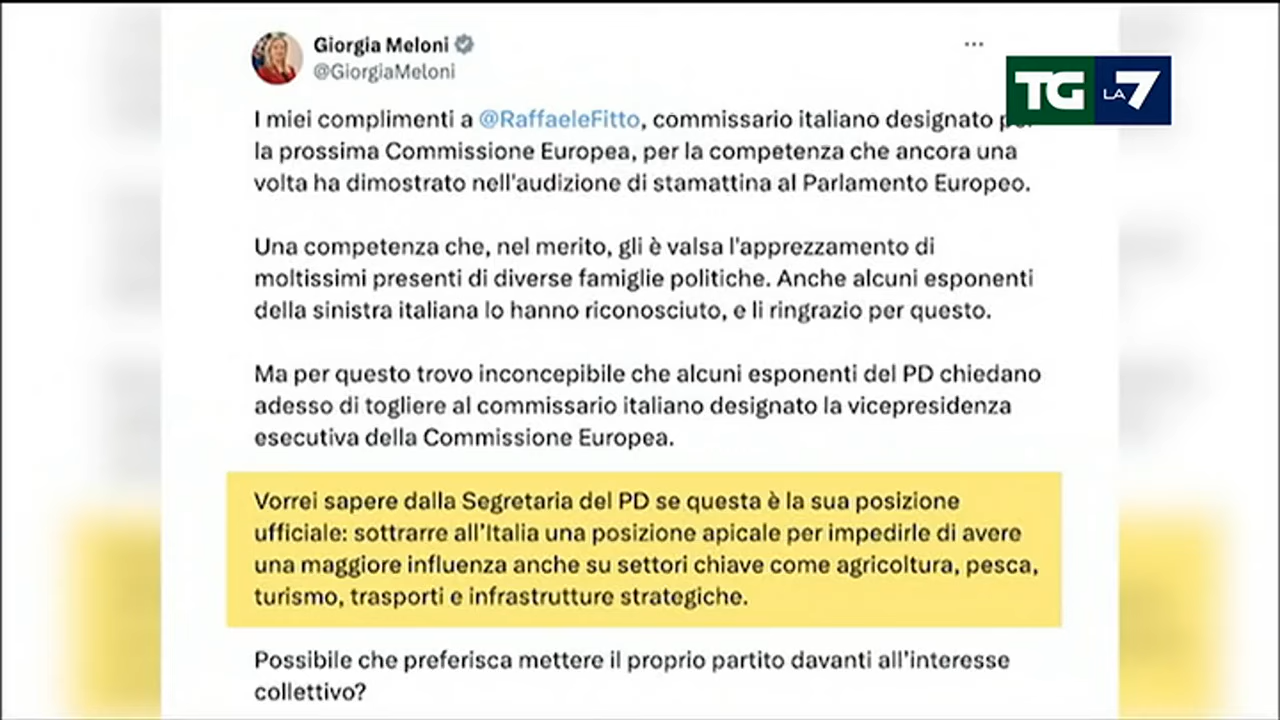 Giorgia Meloni
@GiorgiaMeloni
TG LA7
I miei complimenti a @RaffaeleFitto, commissario italiano designato
la prossima Commissione Europea, per la competenza che ancora una
volta ha dimostrato nell'audizione di stamattina al Parlamento Europeo.
Una competenza che, nel merito, gli è valsa l'apprezzamento di
moltissimi presenti di diverse famiglie politiche. Anche alcuni esponenti
della sinistra italiana lo hanno riconosciuto, e li ringrazio per questo.
Ma per questo trovo inconcepibile che alcuni esponenti del PD chiedano
adesso di togliere al commissario italiano designato la vicepresidenza
esecutiva della Commissione Europea.
Vorrei sapere dalla Segretaria del PD se questa è la sua posizione
ufficiale: sottrarre all'Italia una posizione apicale per impedirle di avere
una maggiore influenza anche su settori chiave come agricoltura, pesca,
turismo, trasporti e infrastrutture strategiche.
Possibile che preferisca mettere il proprio partito davanti all'interesse
collettivo?